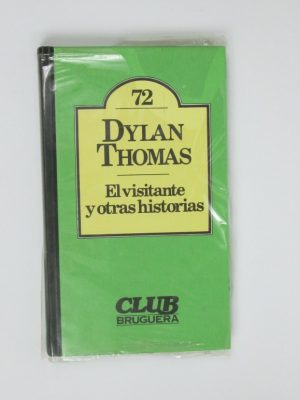 72
DYLAN
THOMAS
El visitante
y otras historias
CLUB
BRUGUERA